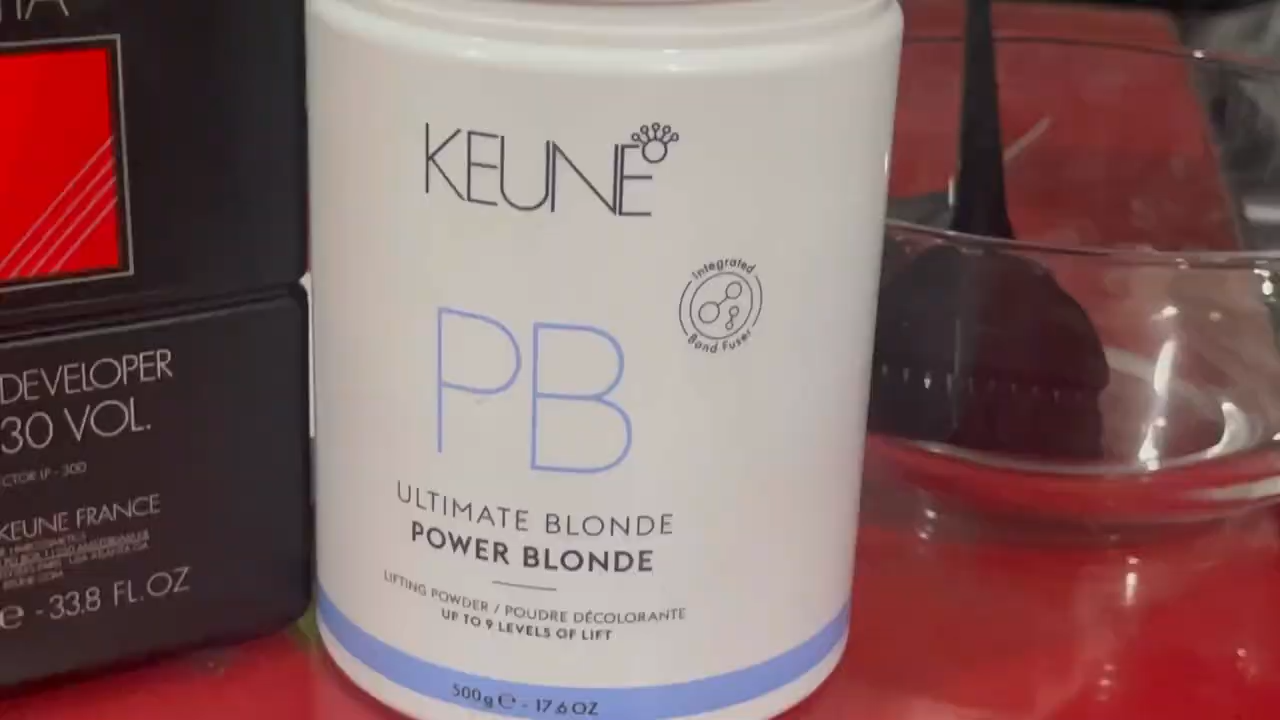 DEVELOPER
30 VOL.
KEUNE FRANCE
e - 33.8 FL. OZ
KEUNE
Integrated
Bond Fuser
PB
ULTIMATE BLONDE
POWER BLONDE
LIFTING POWDER / POUDRE DÉCOLORANTE
UP TO 9 LEVELS OF LIFT
500g e - 17.6 OZ